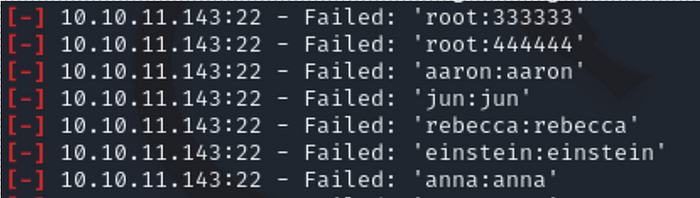 [-] 10.10.11.143:22 - Failed: 'root:333333'
[-] 10.10.11.143:22 - Failed: 'root:444444'
[-] 10.10.11.143:22 - Failed: 'aaron:aaron'
[-] 10.10.11.143:22 - Failed: 'jun:jun'
[-] 10.10.11.143:22 - Failed: 'rebecca:rebecca'
[-] 10.10.11.143:22 - Failed: 'einstein:einstein'
[-] 10.10.11.143:22 - Failed: 'anna:anna'